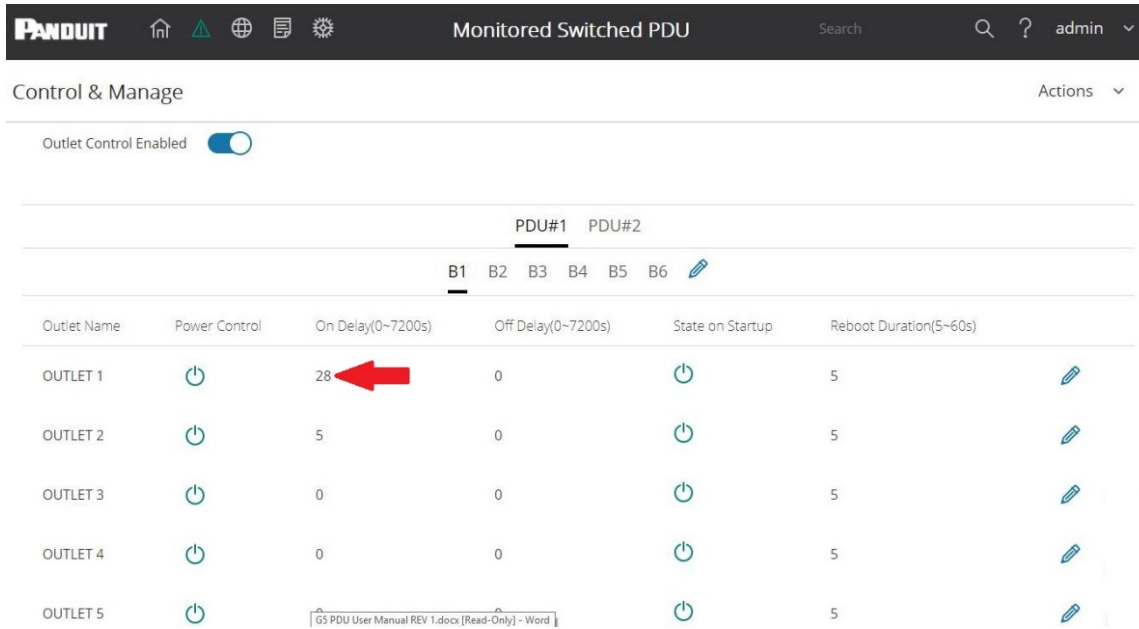 PANDUIT Monitored Switched PDU Search ? admin
Control & Manage Actions
Outlet Control Enabled
PDU#1 PDU#2
B1 B2 B3 B4 B5 B6
Outlet Name Power Control On Delay(0~7200s) Off Delay(0~7200s) State on Startup Reboot Duration(5~60s)
OUTLET 1 28 0 5
OUTLET 2 5 0 5
OUTLET 3 0 0 5
OUTLET 4 0 0 5
OUTLET 5 5
G5 PDU User Manual REV 1.docx [Read-Only] - Word